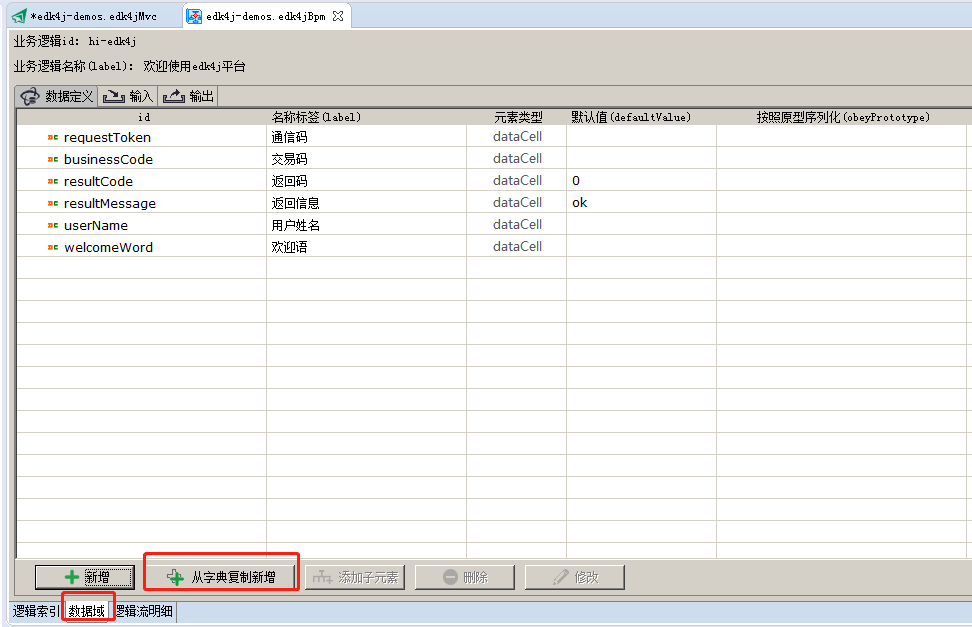 *edk4j-demos.edk4jMvc edk4j-demos.edk4jBpm
业务逻辑id: hi-edk4j
业务逻辑名称(label): 欢迎使用edk4j平台
数据定义 输入 输出
id 名称标签(label) 元素类型 默认值(defaultValue) 按照原型序列化(obeyPrototype)
requestToken 通信码 dataCell
businessCode 交易码 dataCell
resultCode 返回码 dataCell 0
resultMessage 返回信息 dataCell ok
userName 用户姓名 dataCell
welcomeWord 欢迎语 dataCell
新增 从字典复制新增 添加子元素 删除 修改
逻辑索引 数据域 逻辑流明细